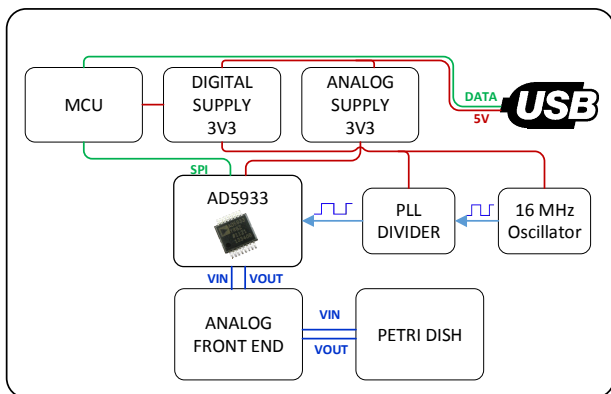 MCU
DIGITAL
SUPPLY
3V3
ANALOG
SUPPLY
3V3
DATA
5V
USB
SPI
AD5933
PLL
DIVIDER
16 MHz
Oscillator
VIN
VOUT
ANALOG
FRONT END
VIN
VOUT
PETRI DISH